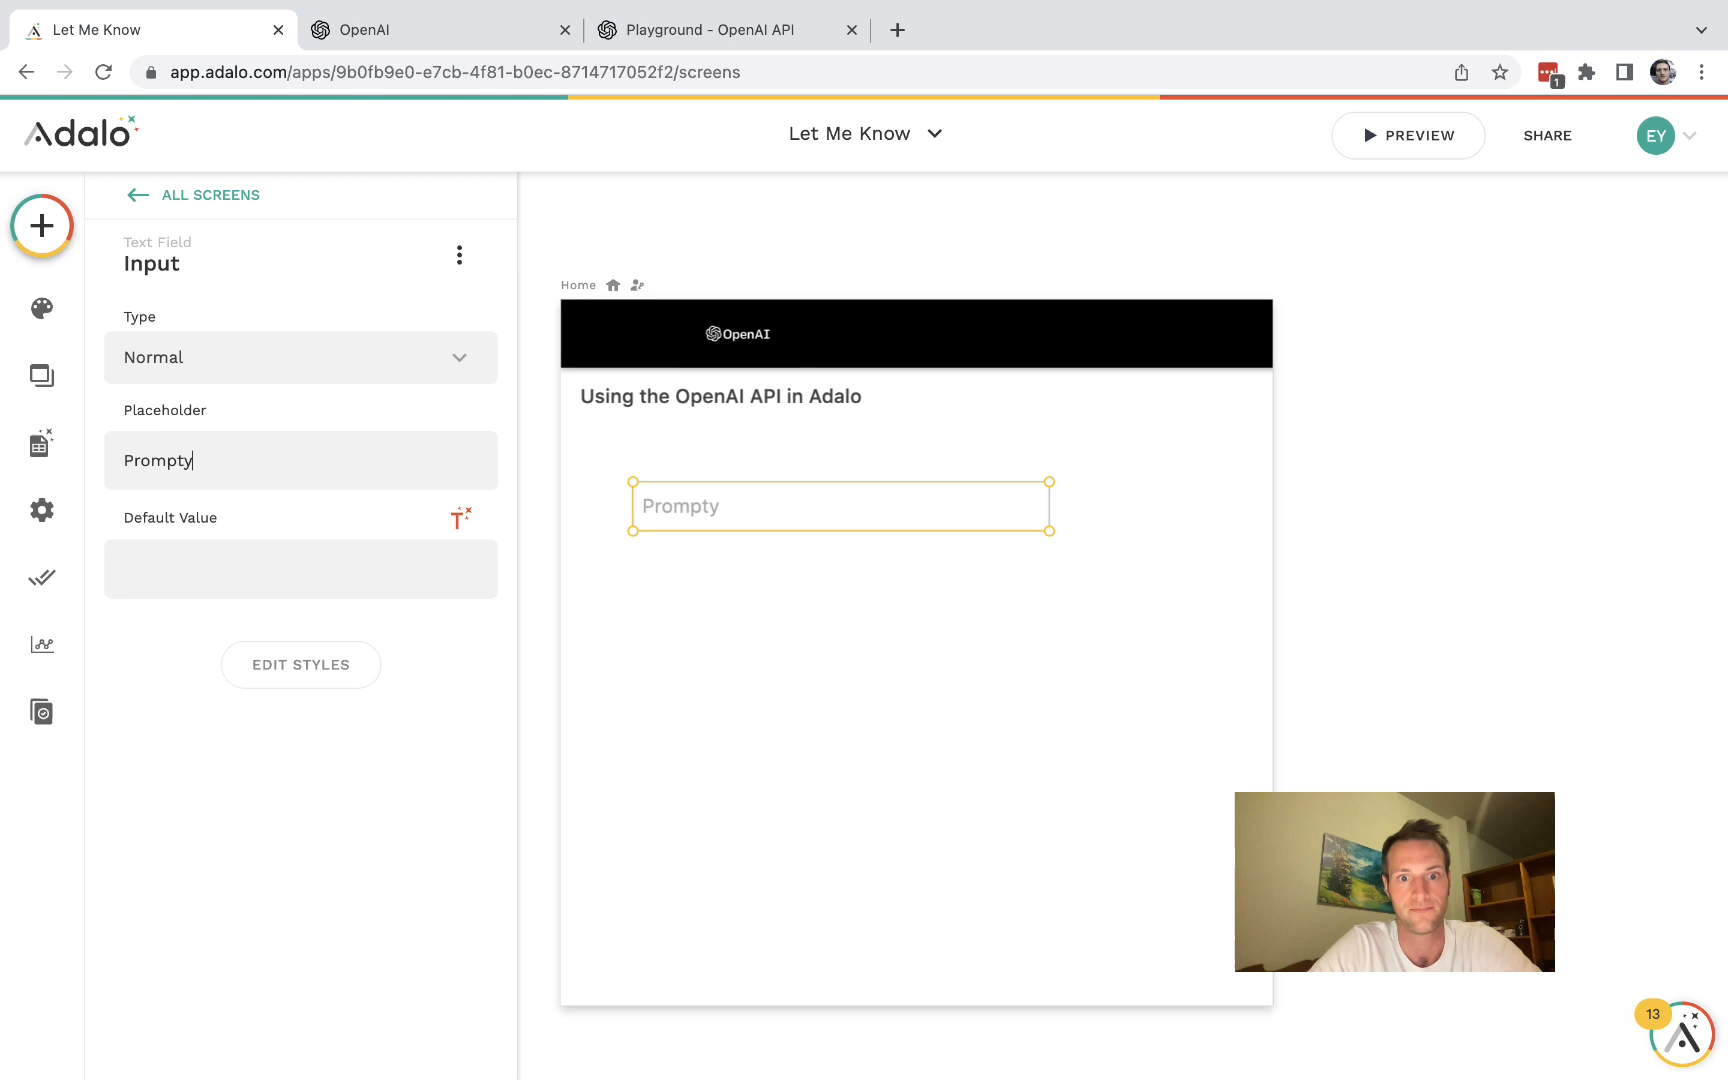 Let Me Know
OpenAI
Playground - OpenAI API
app.adalo.com/apps/9b0fb9e0-e7cb-4f81-b0ec-8714717052f2/screens
1
Adalo
Let Me Know
PREVIEW
SHARE
EY
ALL SCREENS
Text Field
Input
Type
Normal
Placeholder
Prompty
Default Value
T
EDIT STYLES
Home
OpenAI
Using the OpenAI API in Adalo
Prompty
13